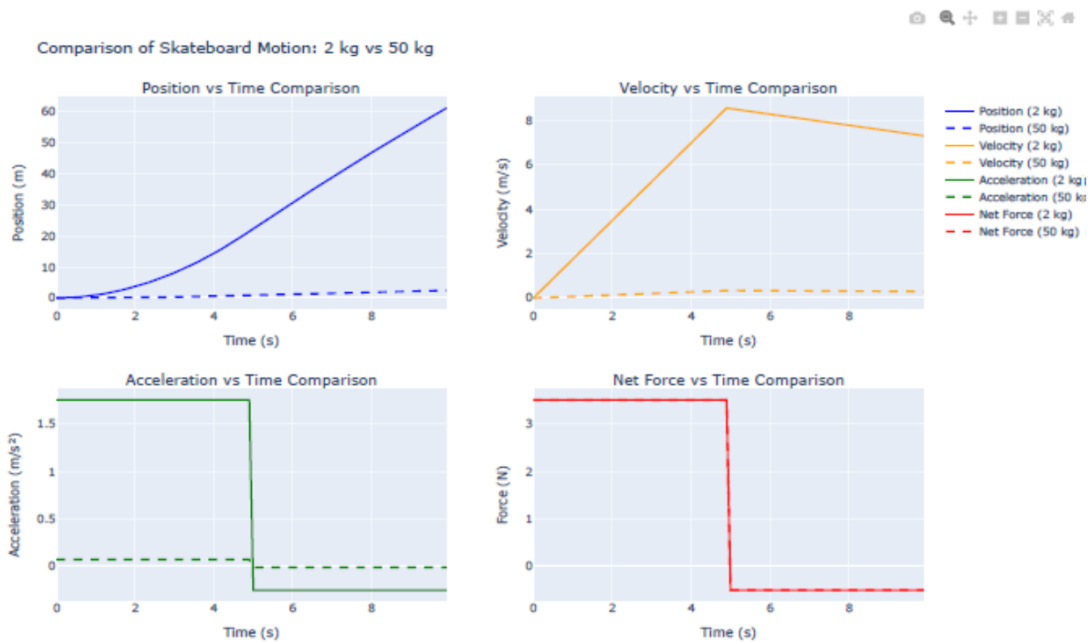 Comparison of Skateboard Motion: 2 kg vs 50 kg
Position vs Time Comparison
60
50
40
30
20
10
0
Position (m)
0 2 4 6 8
Time (s)
Velocity vs Time Comparison
8
6
4
2
0
Velocity (m/s)
0 2 4 6 8
Time (s)
Position (2 kg)
Position (50 kg)
Velocity (2 kg)
Velocity (50 kg)
Acceleration (2 kg)
Acceleration (50 kg
Net Force (2 kg)
Net Force (50 kg)
Acceleration vs Time Comparison
1.5
1
0.5
0
Acceleration (m/s²)
0 2 4 6 8
Time (s)
Net Force vs Time Comparison
3
2
1
0
Force (N)
0 2 4 6 8
Time (s)